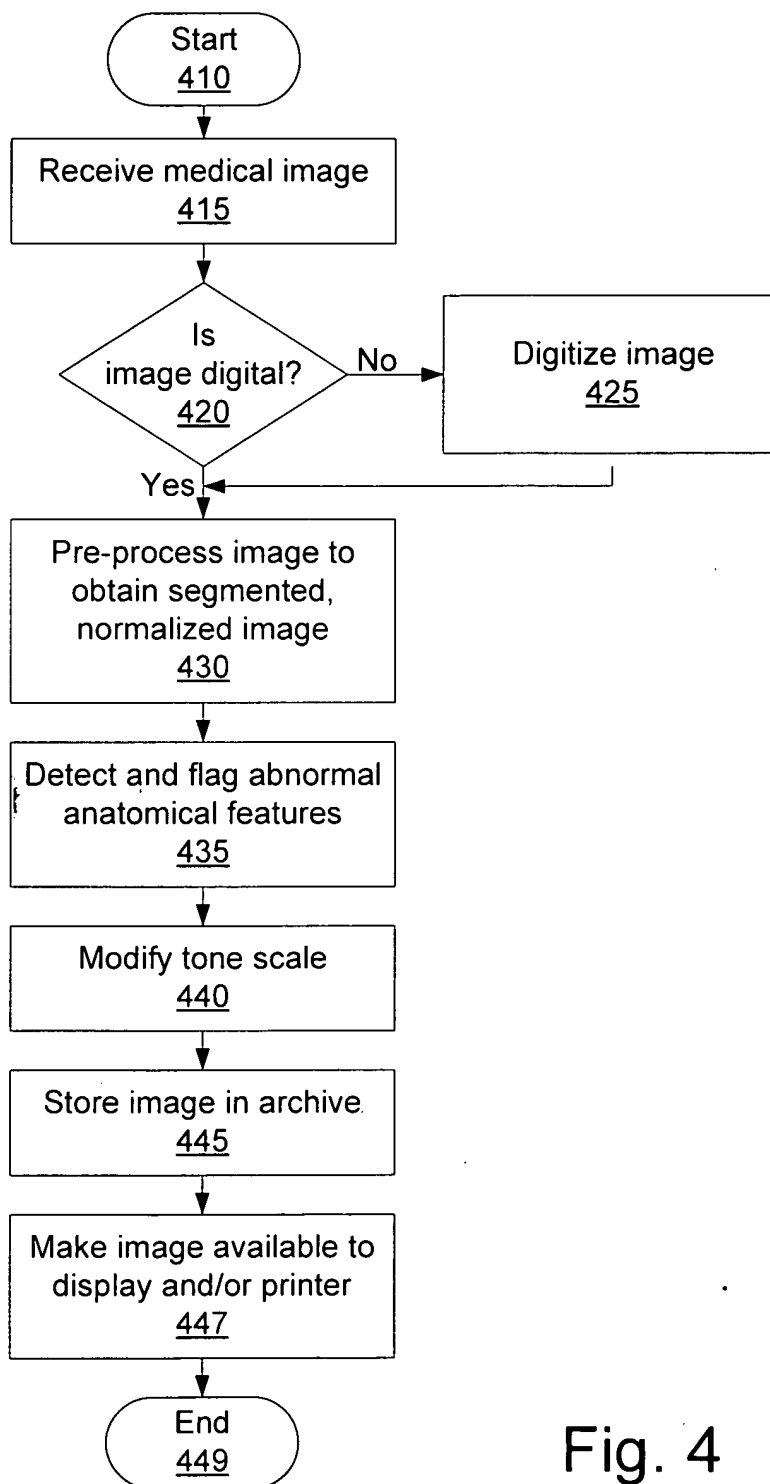 Start
410
Receive medical image
415
Is
image digital?
420
No
Digitize image
425
Yes
Pre-process image to
obtain segmented,
normalized image
430
Detect and flag abnormal
anatomical features
435
Modify tone scale
440
Store image in archive
445
Make image available to
display and/or printer
447
End
449
Fig. 4